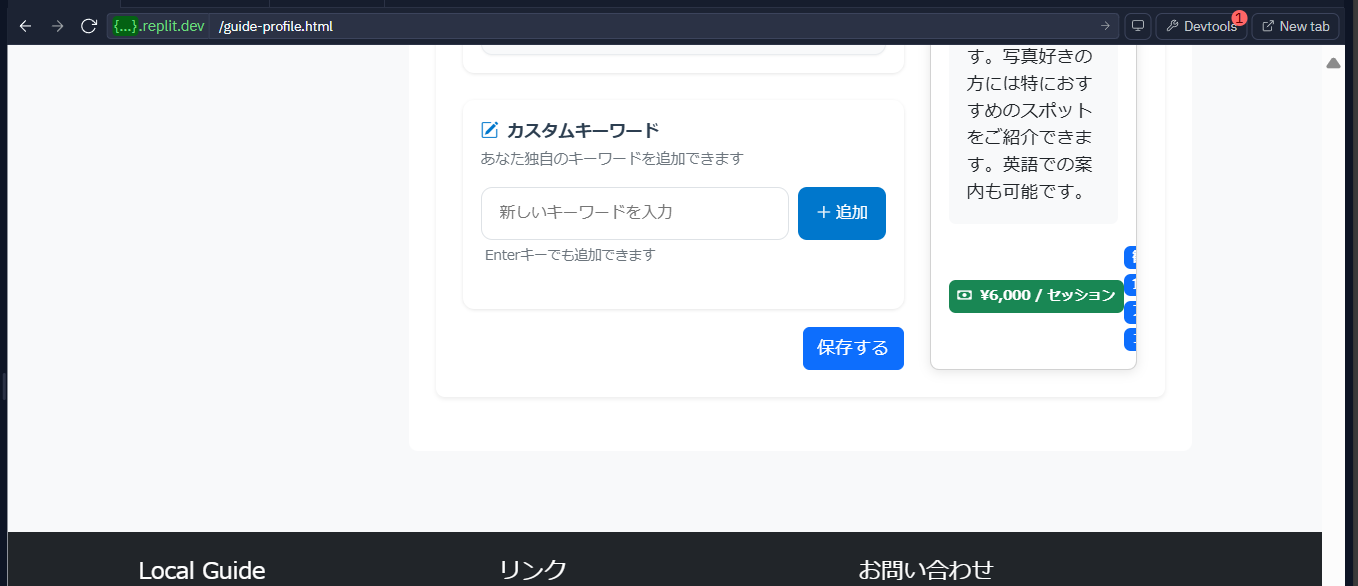 {...}.replit.dev /guide-profile.html
Devtools
1
New tab
カスタムキーワード
あなた独自のキーワードを追加できます
新しいキーワードを入力
+ 追加
Enterキーでも追加できます
保存する
す。写真好きの
方には特におす
すめのスポット
をご紹介できま
す。英語での案
内も可能です。
¥6,000 / セッション
Local Guide
リンク
お問い合わせ